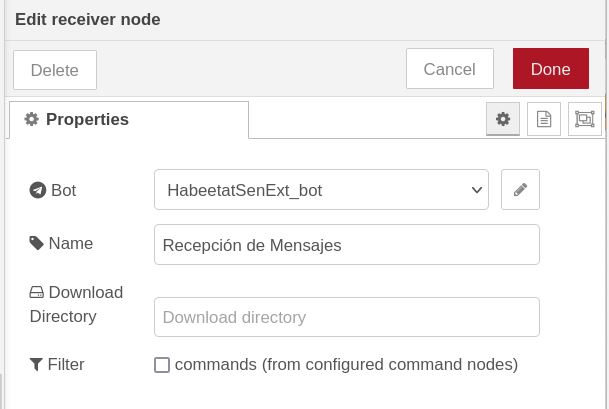 Edit receiver node
Delete
Cancel
Done
Properties
Bot
HabeetatSenExt_bot
Name
Recepción de Mensajes
Download
Directory
Download directory
Filter
commands (from configured command nodes)